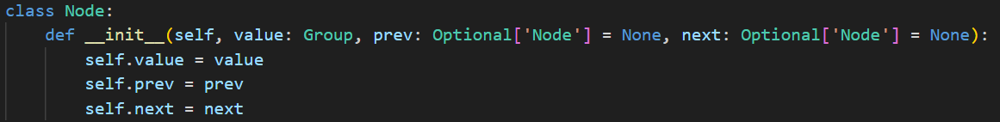 class Node:
    def __init__(self, value: Group, prev: Optional['Node'] = None, next: Optional['Node'] = None):
        self.value = value
        self.prev = prev
        self.next = next